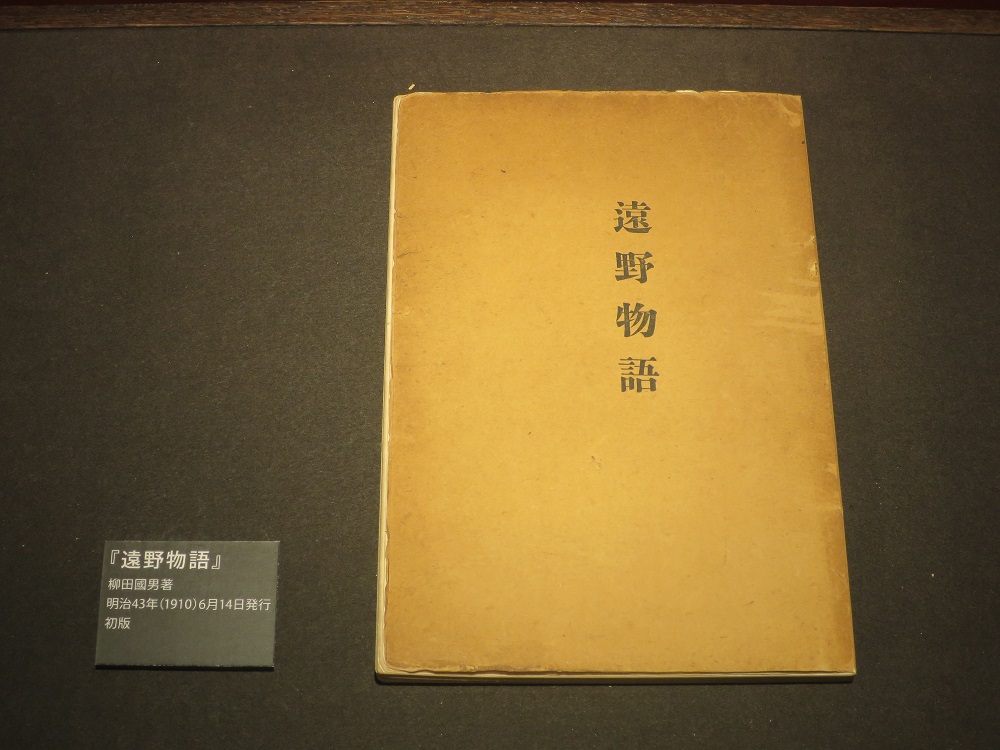 遠野物語
『遠野物語』
柳田國男著
明治43年(1910)6月14日発行
初版